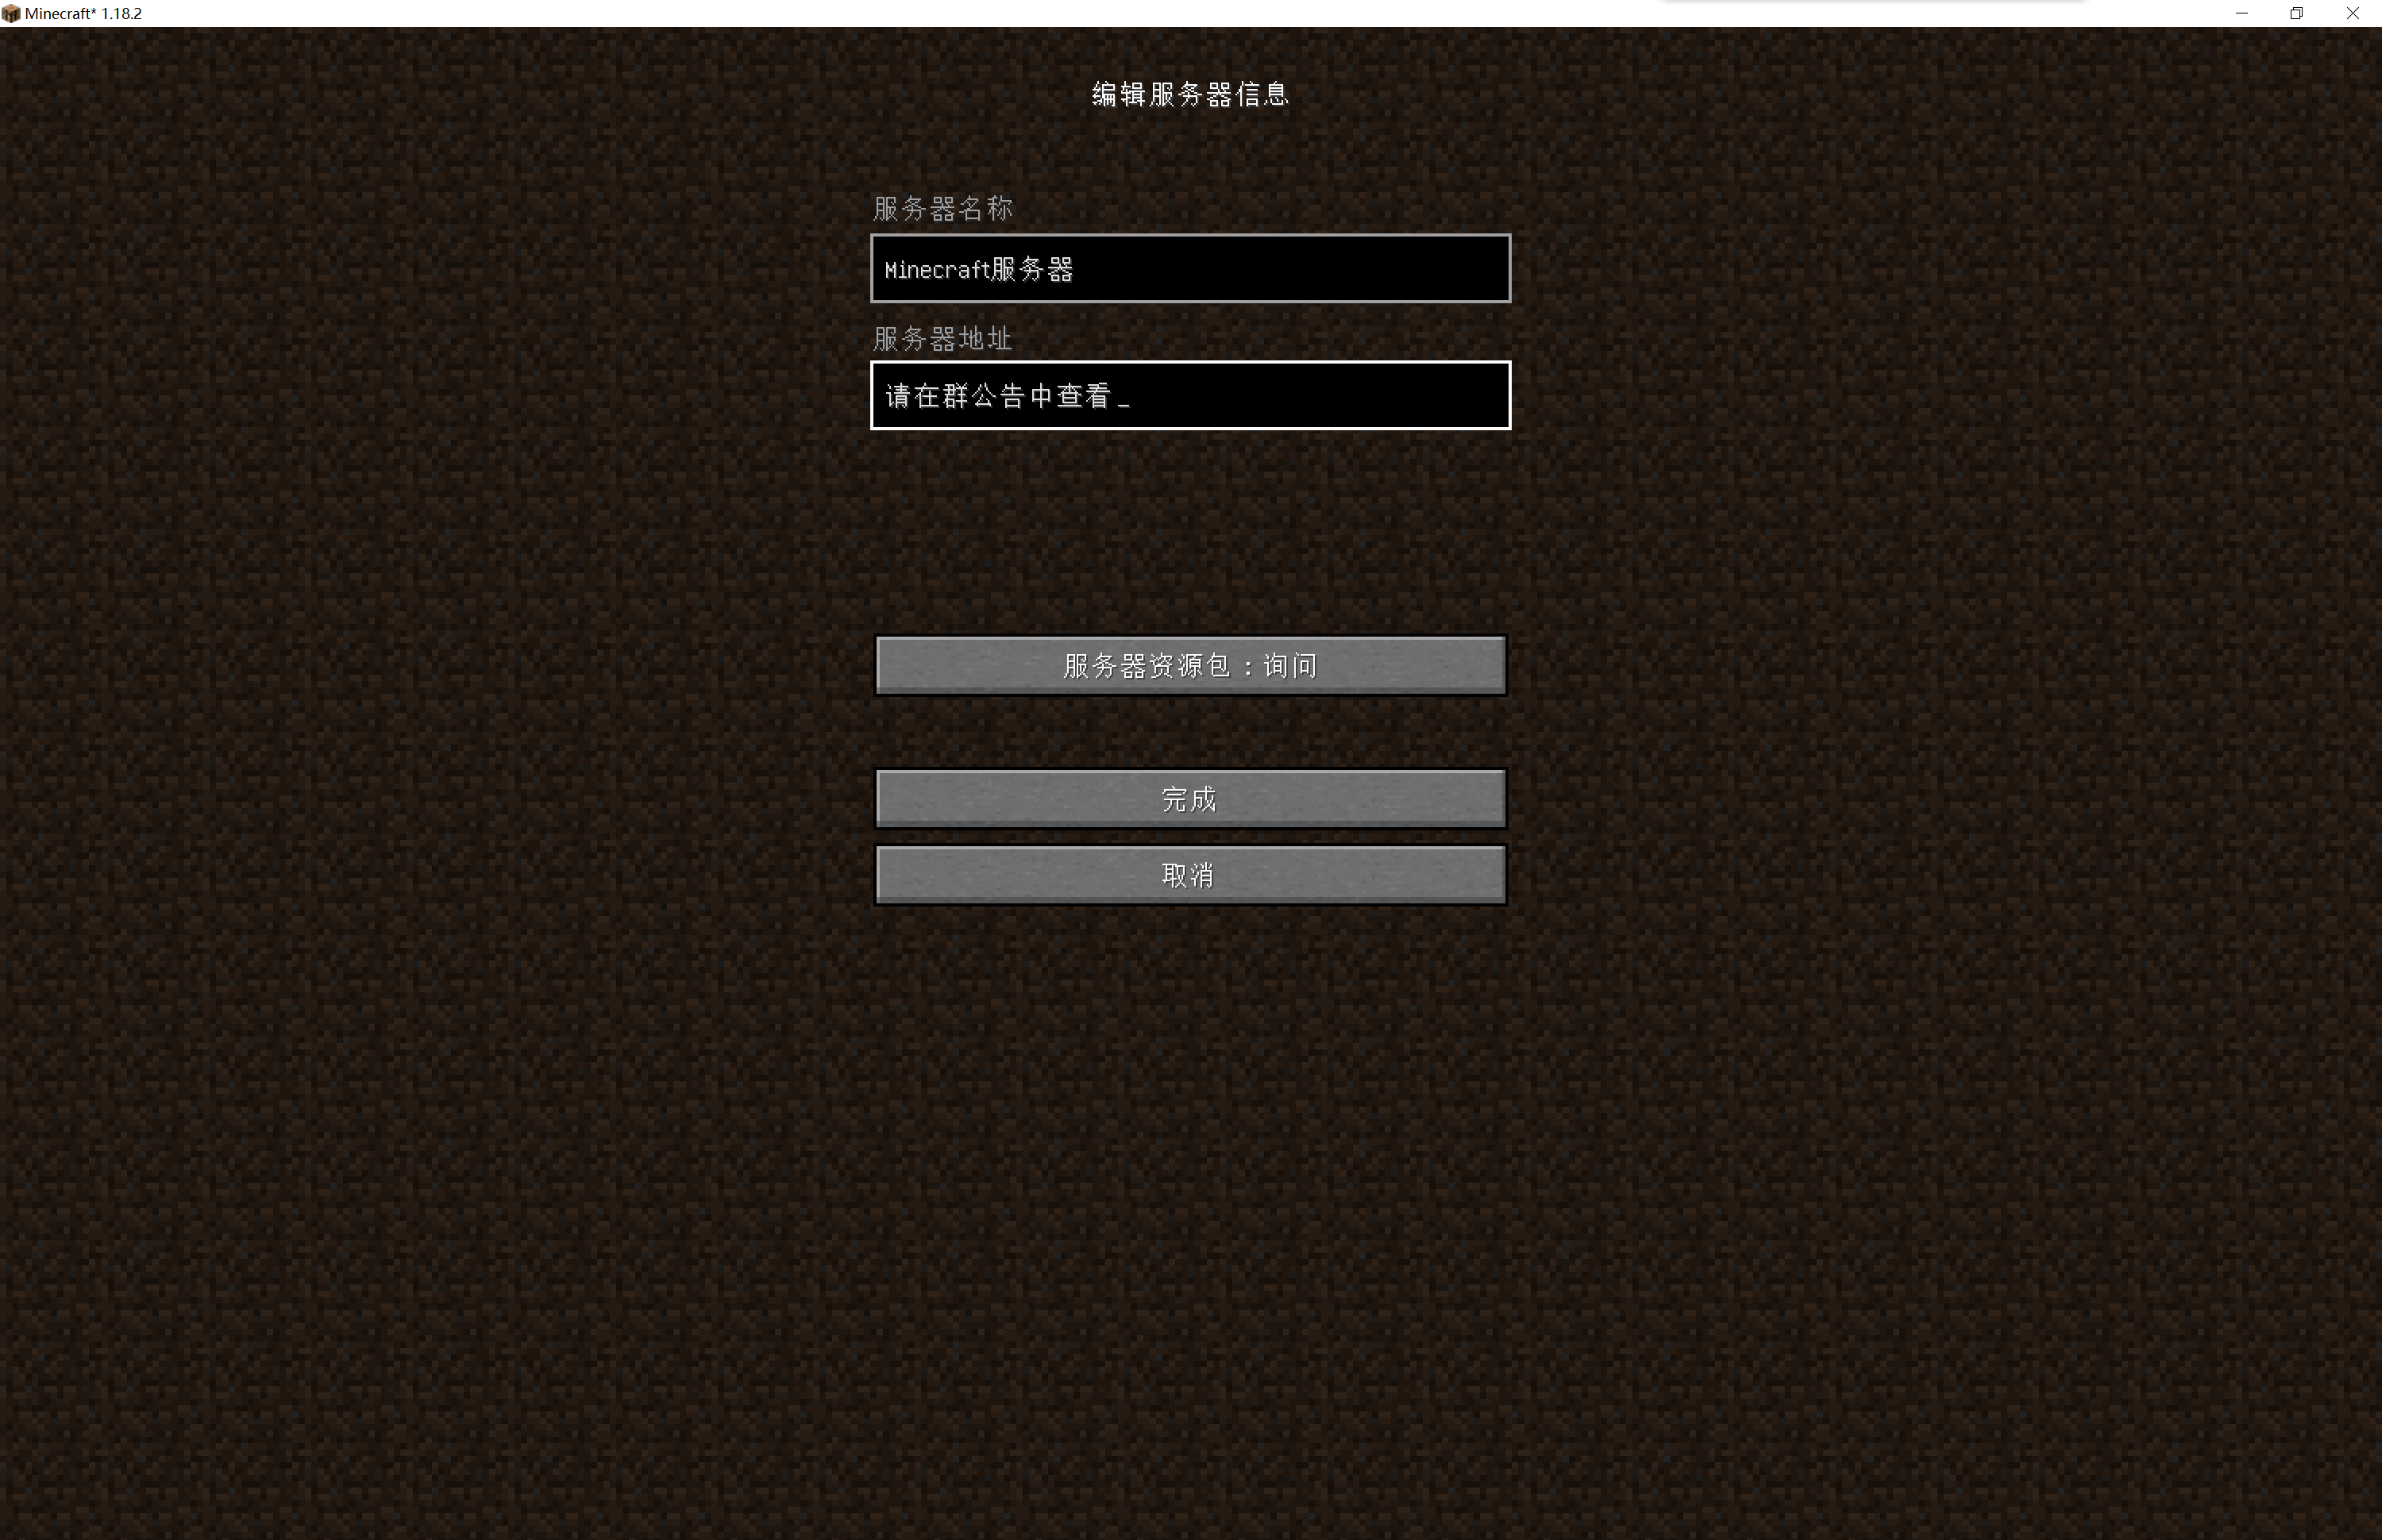 Minecraft* 1.18.2
编辑服务器信息
服务器名称
Minecraft服务器
服务器地址
请在群公告中查看_
服务器资源包：询问
完成
取消